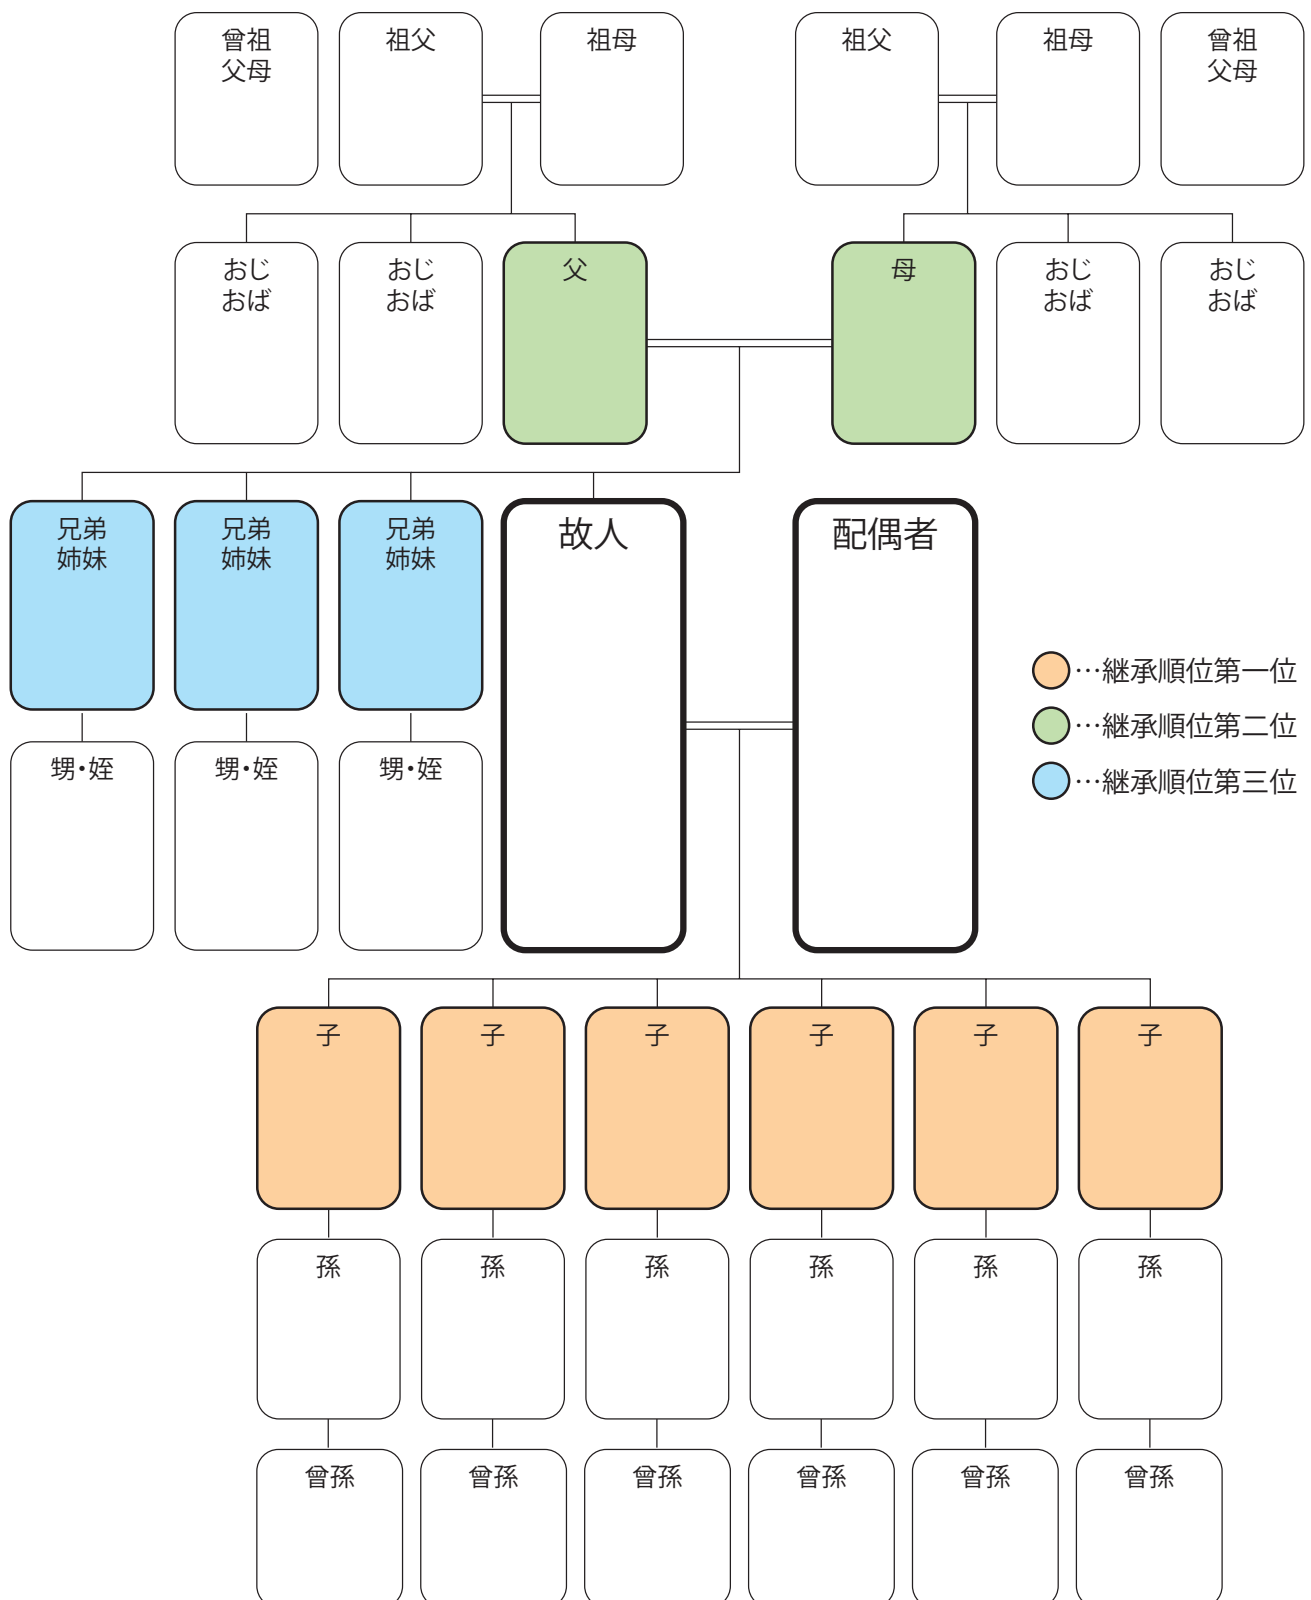 曾祖
父母
祖父
祖母
祖父
祖母
曾祖
父母
おじ
おば
おじ
おば
父
母
おじ
おば
おじ
おば
兄弟
姉妹
兄弟
姉妹
兄弟
姉妹
故人
配偶者
…継承順位第一位
…継承順位第二位
…継承順位第三位
甥・姪
甥・姪
甥・姪
子
子
子
子
子
子
孫
孫
孫
孫
孫
孫
曾孫
曾孫
曾孫
曾孫
曾孫
曾孫